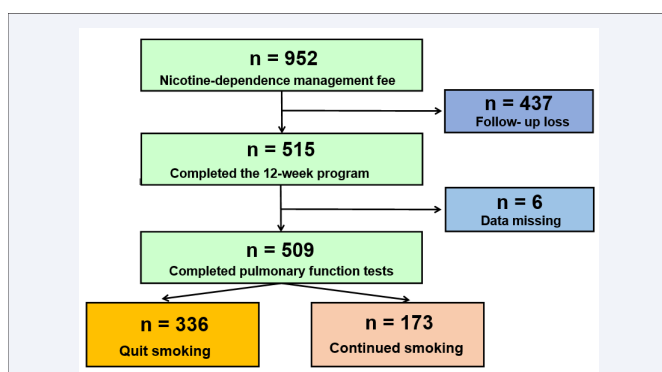 n = 952
Nicotine-dependence management fee
n = 437
Follow- up loss
n = 515
Completed the 12-week program
n = 6
Data missing
n = 509
Completed pulmonary function tests
n = 336
Quit smoking
n = 173
Continued smoking